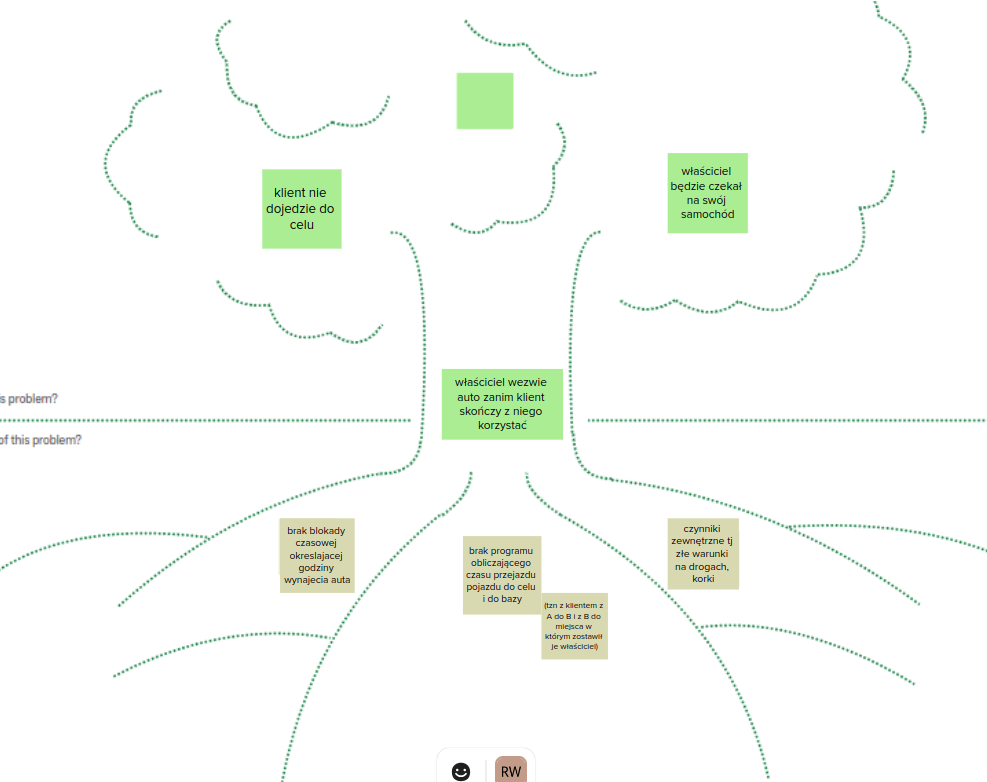 klient nie
dojedzie do
celu
właściciel
będzie czekał
na swój
samochód
s problem?
właściciel wezwie
auto zanim klient
skończy z niego
korzystać
of this problem?
brak blokady
czasowej
okreslajacej
godziny
wynajecia auta
brak programu
obliczającego
czasu przejazdu
pojazdu do celu
i do bazy
(tzn z klientem z
A do B i z B do
miejsca w
którym zostawił
je właściciel)
czynniki
zewnętrzne tj
złe warunki
na drogach,
korki
RW